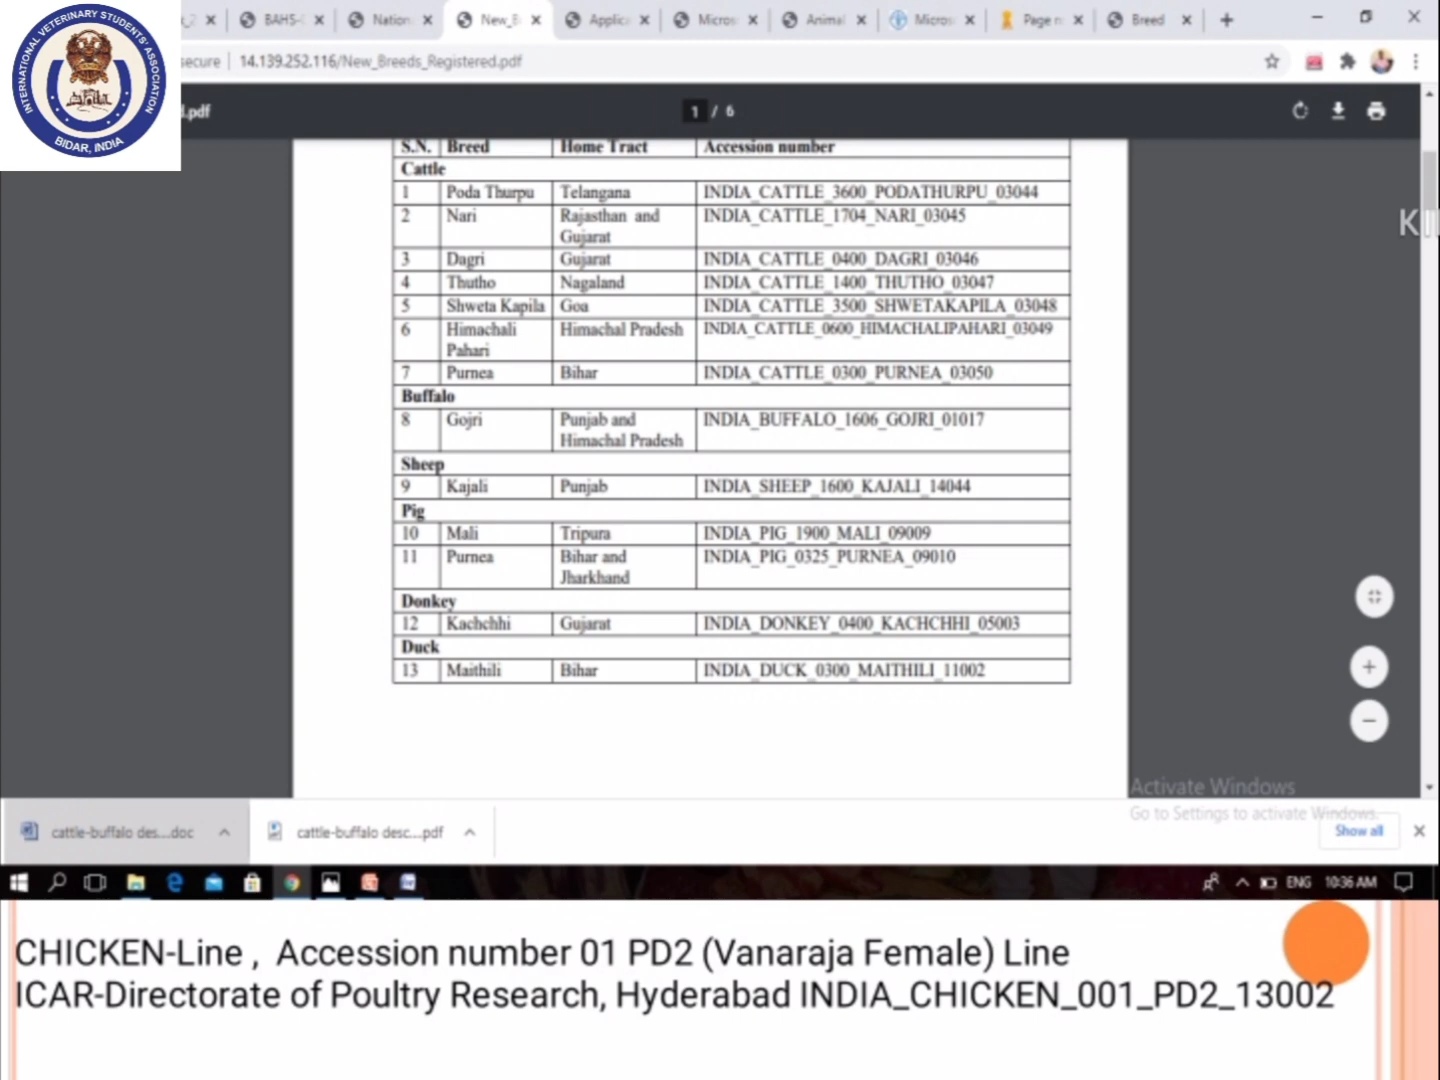 INTERNATIONAL VETERINARY STUDENTS' ASSOCIATION
BIDAR, INDIA
BAHS-
Nation
New_B
Applic
Micros
Animal
Micros
Page n
Breed
secure | 14.139.252.116/New_Breeds_Registered.pdf
l.pdf
1 / 6
S.N. Breed Home Tract Accession number
Cattle
1 Poda Thurpu Telangana INDIA_CATTLE_3600_PODATHURPU_03044
2 Nari Rajasthan and INDIA_CATTLE_1704_NARI_03045
Gujarat
3 Dagri Gujarat INDIA_CATTLE_0400_DAGRI_03046
4 Thutho Nagaland INDIA_CATTLE_1400_THUTHO_03047
5 Shweta Kapila Goa INDIA_CATTLE_3500_SHWETAKAPILA_03048
6 Himachali Himachal Pradesh INDIA_CATTLE_0600_HIMACHALIPAHARI_03049
Pahari
7 Purnea Bihar INDIA_CATTLE_0300_PURNEA_03050
Buffalo
8 Gojri Punjab and INDIA_BUFFALO_1606_GOJRI_01017
Himachal Pradesh
Sheep
9 Kajali Punjab INDIA_SHEEP_1600_KAJALI_14044
Pig
10 Mali Tripura INDIA_PIG_1900_MALI_09009
11 Purnea Bihar and INDIA_PIG_0325_PURNEA_09010
Jharkhand
Donkey
12 Kachchhi Gujarat INDIA_DONKEY_0400_KACHCHHI_05003
Duck
13 Maithili Bihar INDIA_DUCK_0300_MAITHILI_11002
Activate Windows
Go to Settings to activate Windows.
cattle-buffalo des....doc
cattle-buffalo desc....pdf
Show all
ENG 10:36 AM
CHICKEN-Line , Accession number 01 PD2 (Vanaraja Female) Line
ICAR-Directorate of Poultry Research, Hyderabad INDIA_CHICKEN_001_PD2_13002